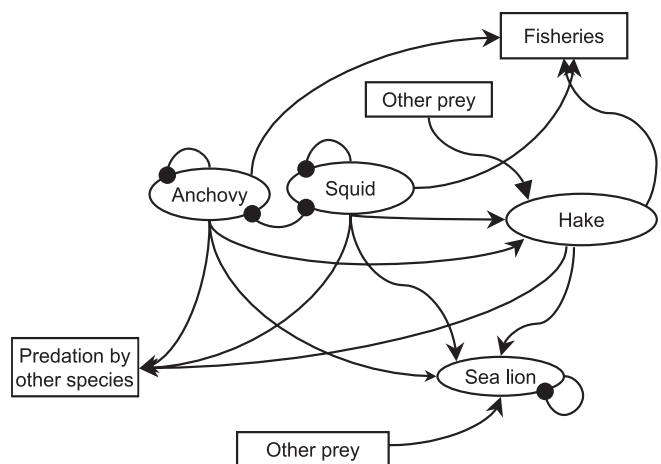 Fisheries
Other prey
Anchovy
Squid
Hake
Predation by
other species
Sea lion
Other prey